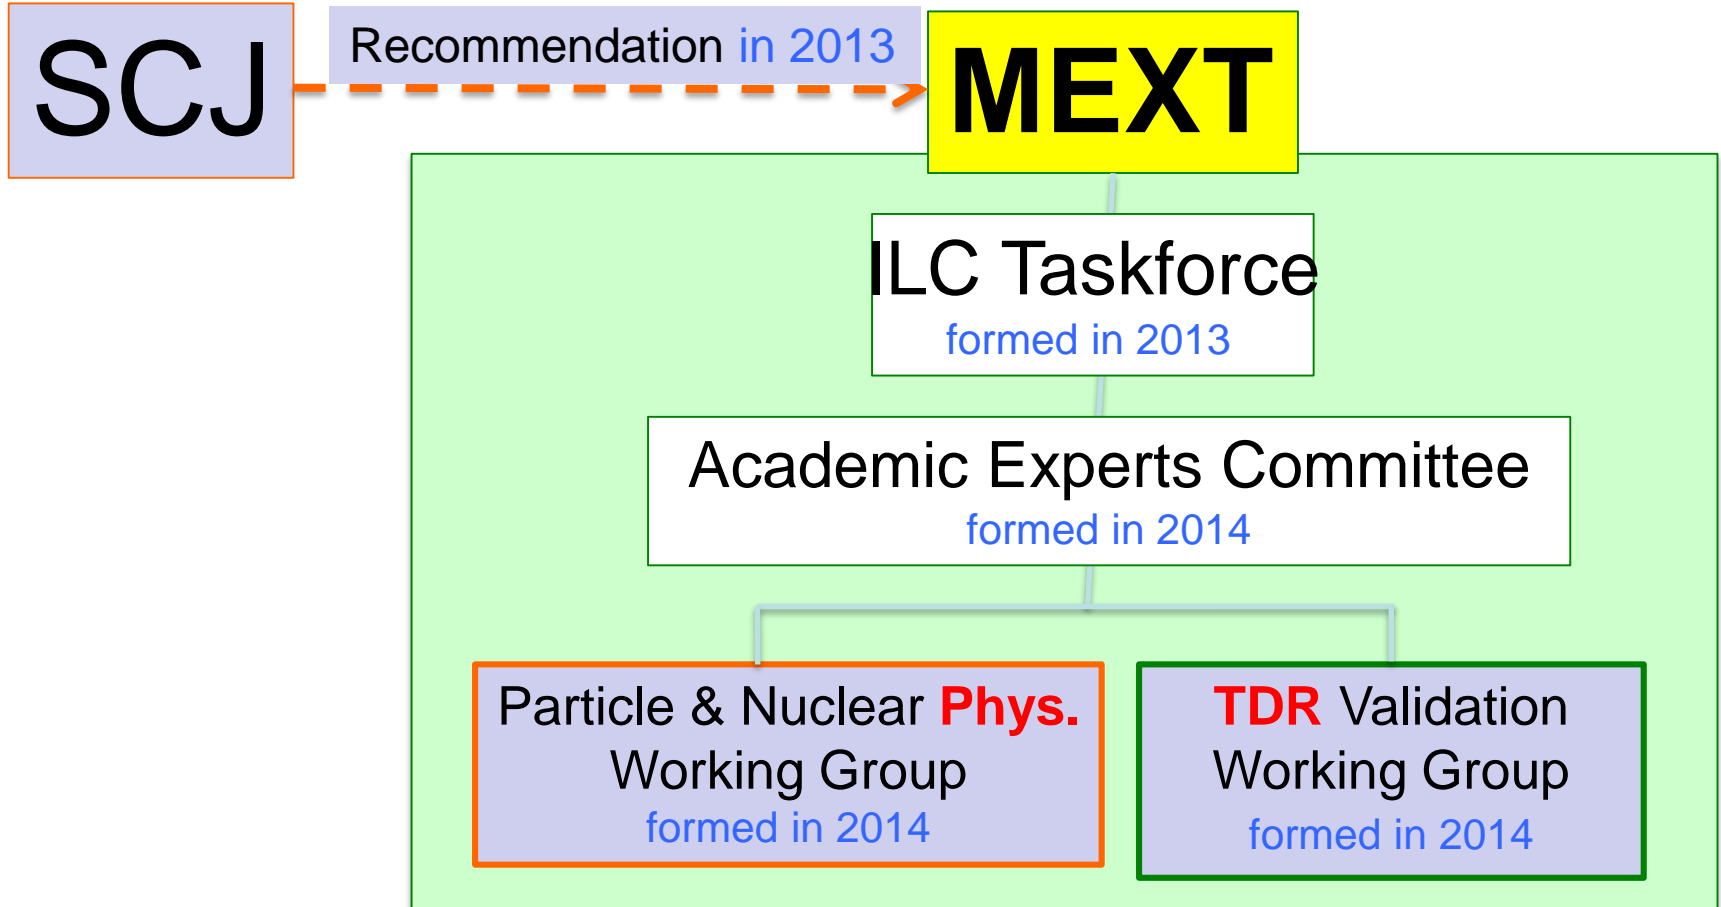 SCJ
Recommendation in 2013
MEXT
ILC Taskforce
formed in 2013
Academic Experts Committee
formed in 2014
Particle & Nuclear Phys.
Working Group
formed in 2014
TDR Validation
Working Group
formed in 2014